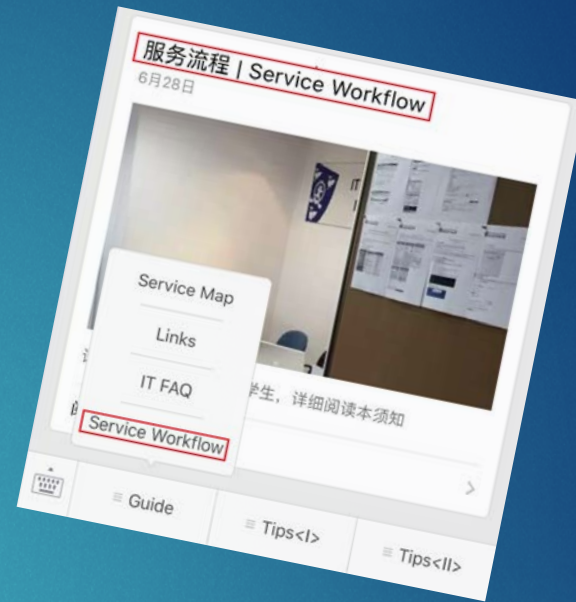 服务流程 | Service Workflow
6月28日
IT
Service Map
Links
IT FAQ
Service Workflow
学生，详细阅读本须知
Guide
Tips<I>
Tips<II>